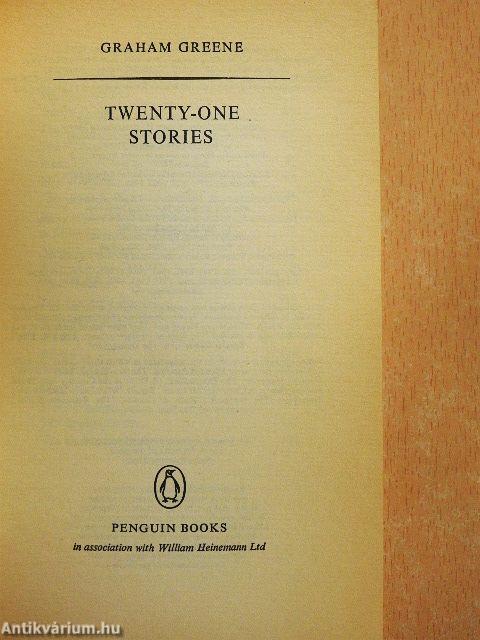 GRAHAM GREENE
TWENTY-ONE
STORIES
PENGUIN BOOKS
in association with William Heinemann Ltd
Antikvárium.hu